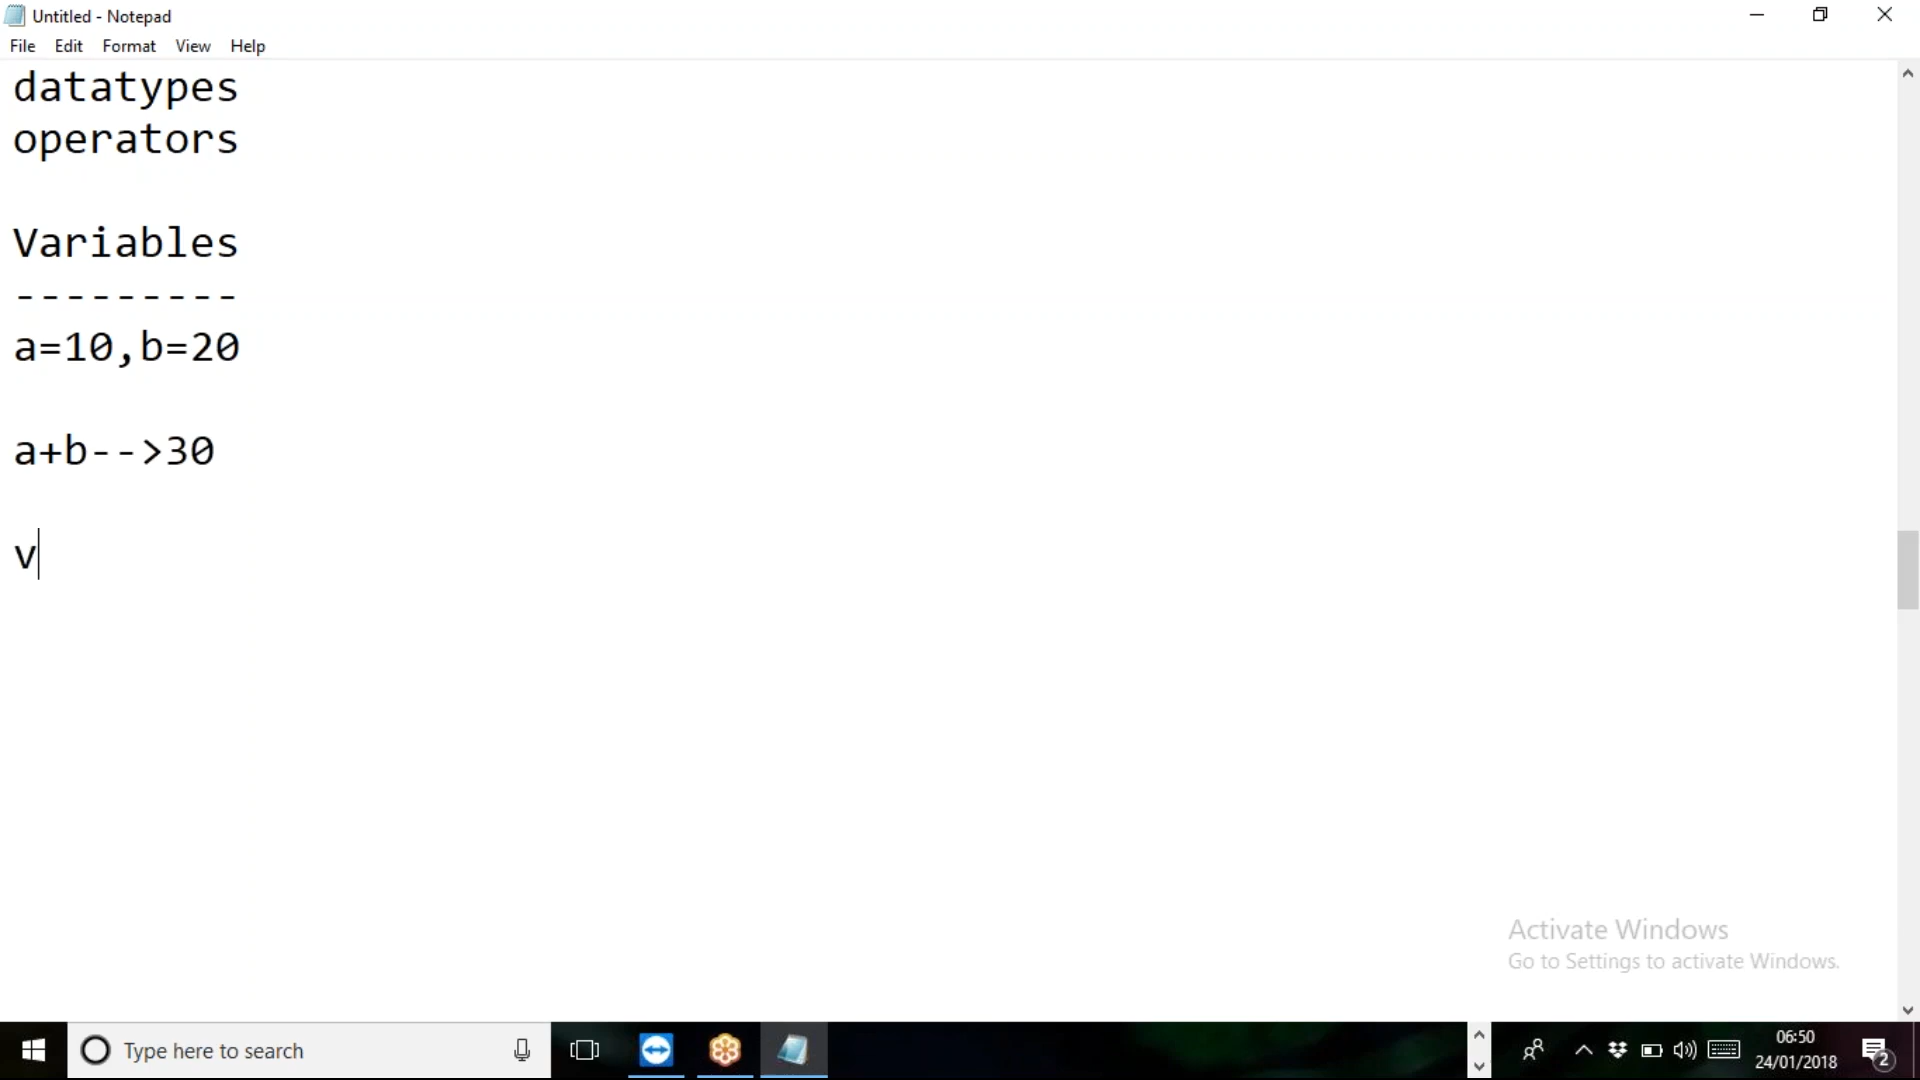 Untitled - Notepad
File Edit Format View Help
datatypes
operators
Variables
---------
a=10,b=20
a+b-->30
v
Activate Windows
Go to Settings to activate Windows.
Type here to search
06:50
24/01/2018
2